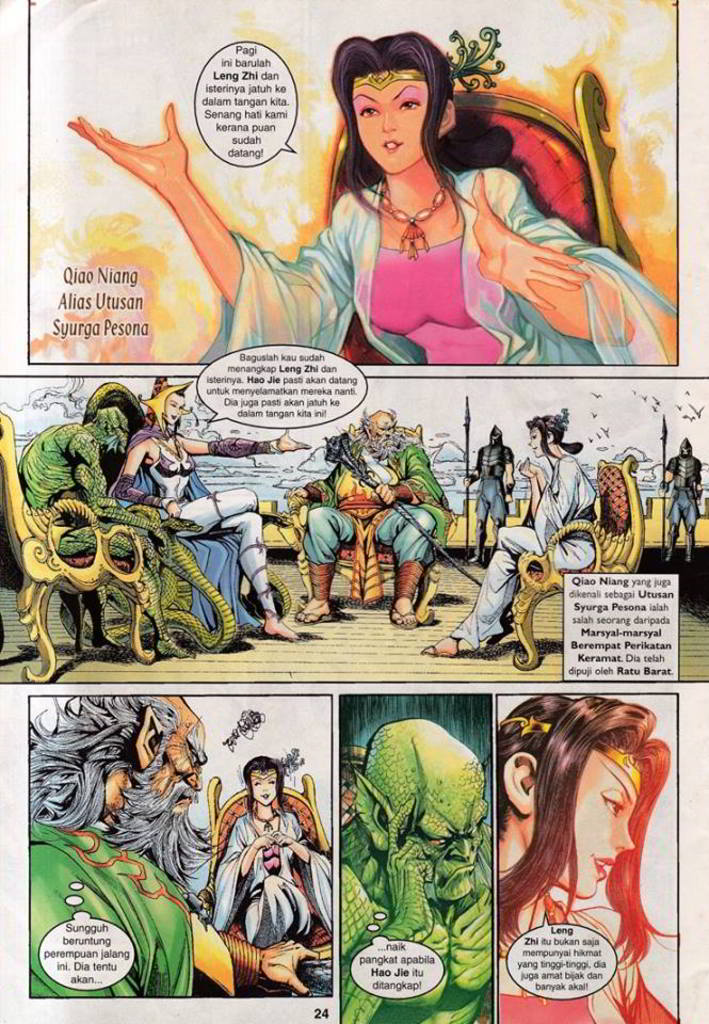 Pagi
ini barulah
Leng Zhi dan
isterinya jatuh ke
dalam tangan kita.
Senang hati kami
kerana puan
sudah
datang!
Qiao Niang
Alias Utusan
Syurga Pesona
Baguslah kau sudah
menangkap Leng Zhi dan
isterinya. Hao Jie pasti akan datang
untuk menyelamatkan mereka nanti.
Dia juga pasti akan jatuh ke
dalam tangan kita ini!
Qiao Niang yang juga
dikenali sebagai Utusan
Syurga Pesona ialah
salah seorang daripada
Marsyal-marsyal
Berempat Perikatan
Keramat. Dia telah
dipuji oleh Ratu Barat.
Sungguh
beruntung
perempuan jalang
ini. Dia tentu
akan...
...naik
pangkat apabila
Hao Jie itu
ditangkap!
Leng
Zhi itu bukan saja
mempunyai hikmat
yang tinggi-tinggi, dia
juga amat bijak dan
banyak akal!
24